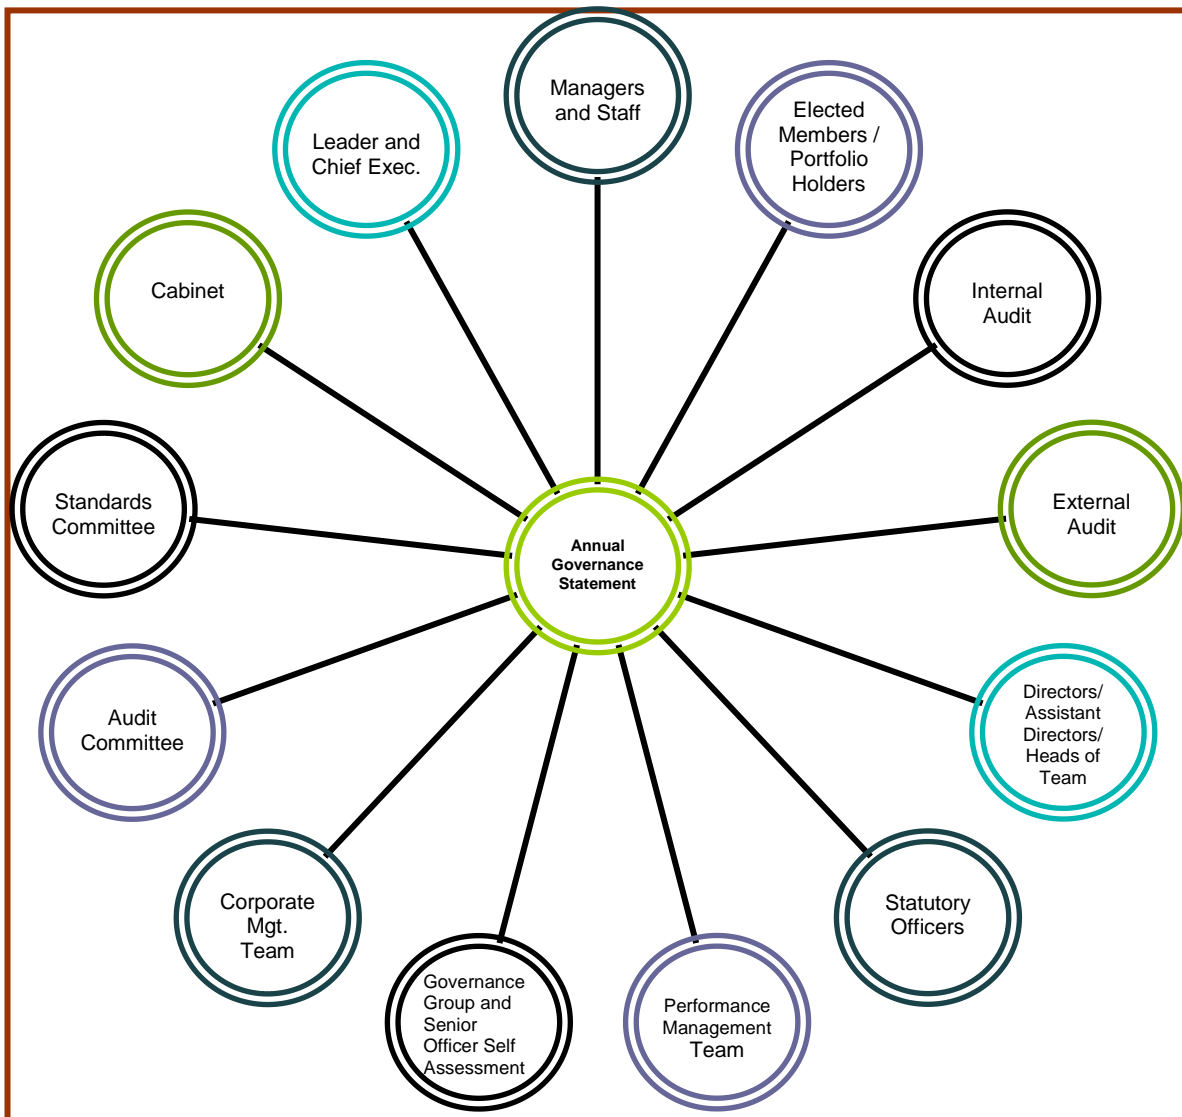 Managers
and Staff
Elected
Members /
Portfolio
Holders
Leader and
Chief Exec.
Internal
Audit
Cabinet
External
Audit
Standards
Committee
Annual
Governance
Statement
Directors/
Assistant
Directors/
Heads of
Team
Audit
Committee
Statutory
Officers
Corporate
Mgt.
Team
Governance
Group and
Senior
Officer Self
Assessment
Performance
Management
Team